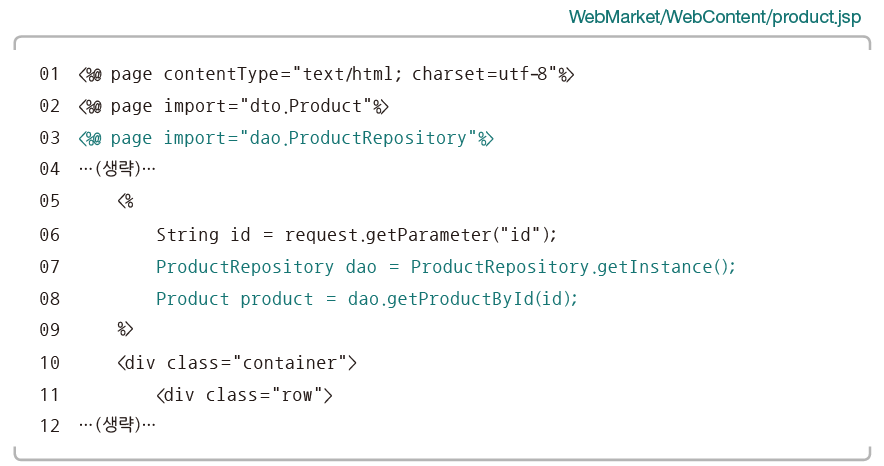 WebMarket/WebContent/product.jsp
01 <%@ page contentType="text/html; charset=utf-8"%>
02 <%@ page import="dto.Product"%>
03 <%@ page import="dao.ProductRepository"%>
04 …(생략)…
05 <%
06 String id = request.getParameter("id");
07 ProductRepository dao = ProductRepository.getInstance();
08 Product product = dao.getProductById(id);
09 %>
10 <div class="container">
11 <div class="row">
12 …(생략)…